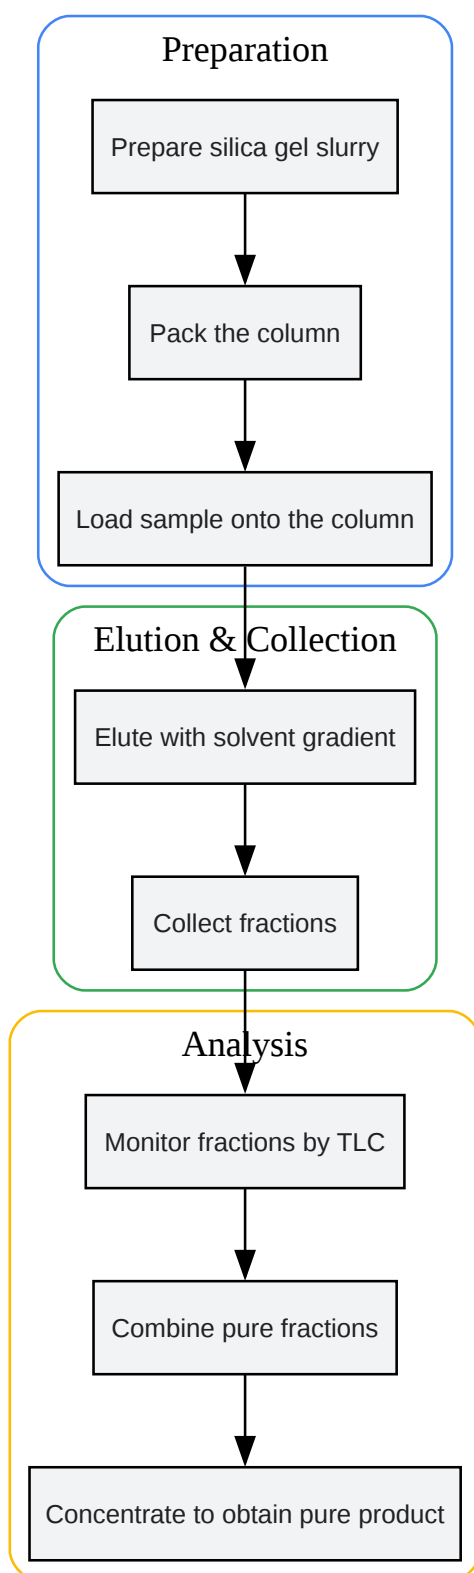 Preparation
Prepare silica gel slurry
Pack the column
Load sample onto the column
Elution & Collection
Elute with solvent gradient
Collect fractions
Analysis
Monitor fractions by TLC
Combine pure fractions
Concentrate to obtain pure product